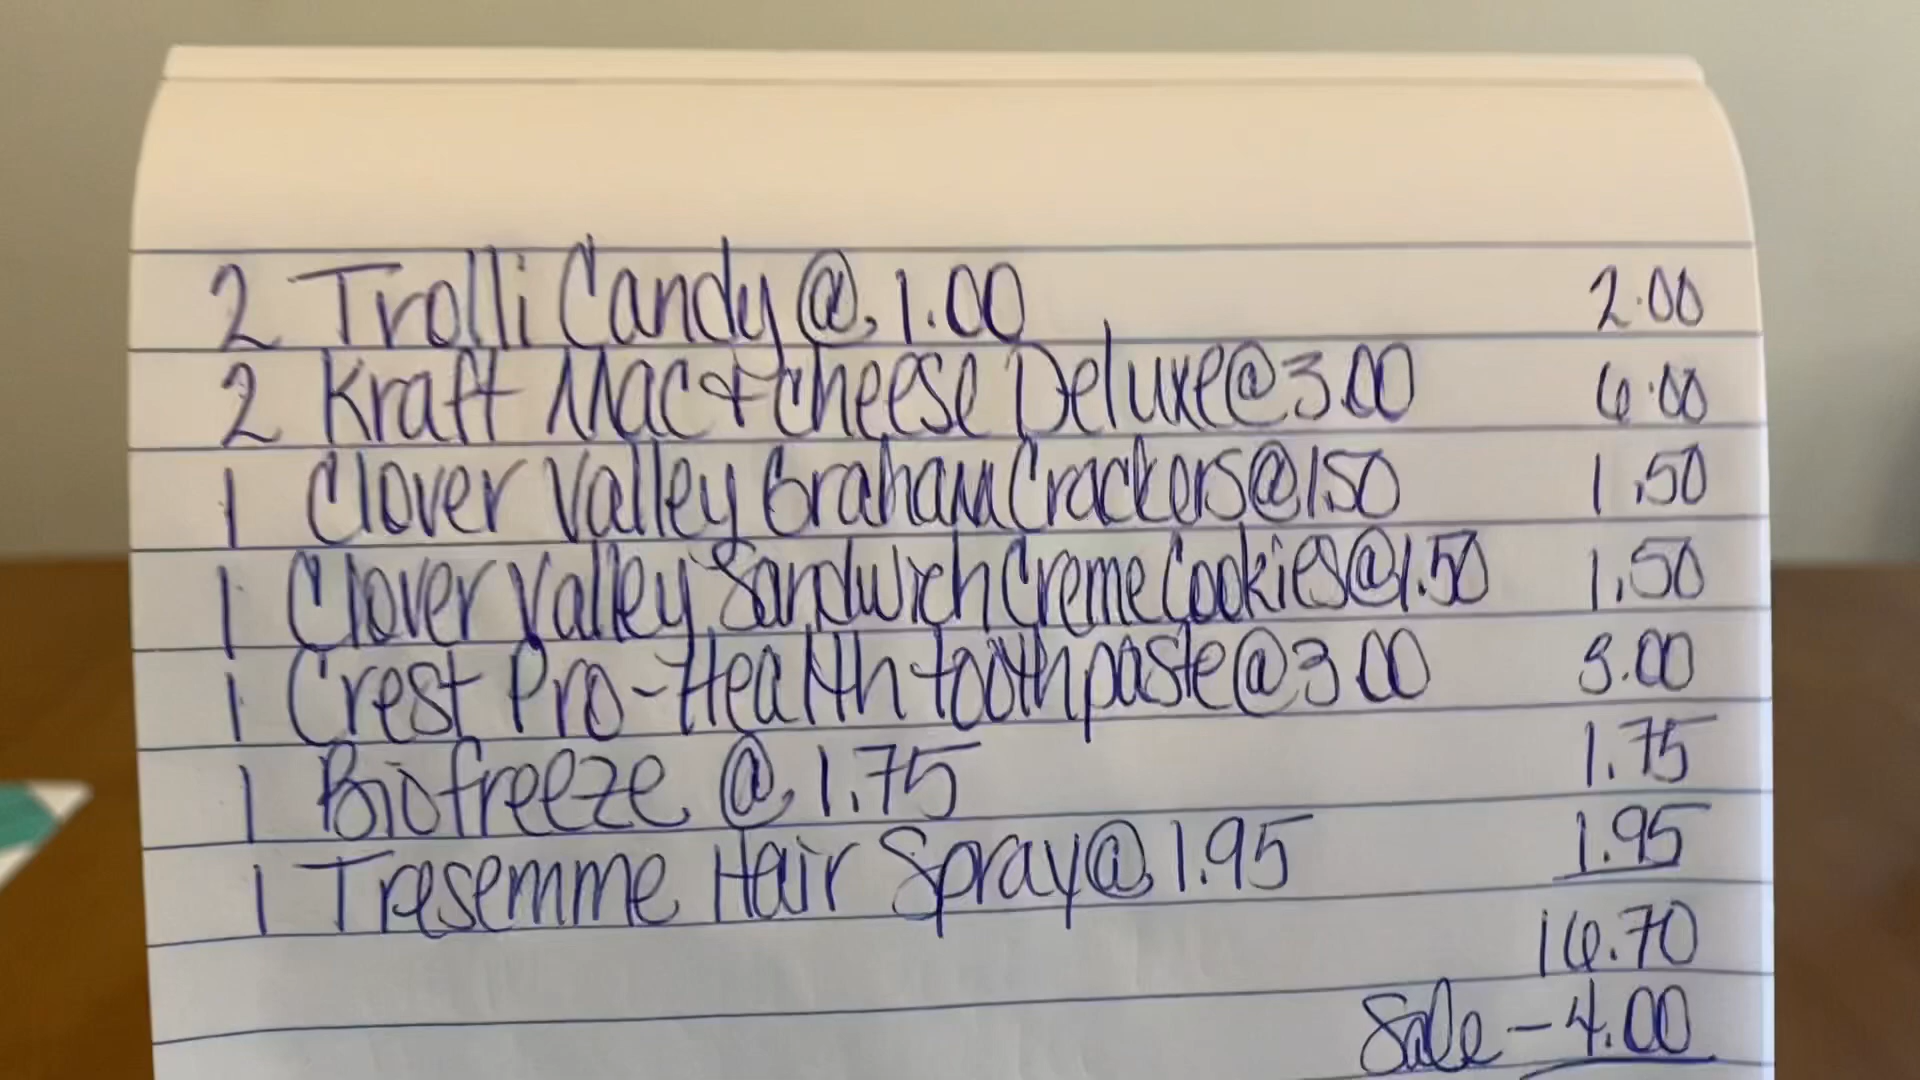 2 Trolli Candy @ 1.00 2.00
2 Kraft Mac & Cheese Deluxe @ 3.00 6.00
1 Clover Valley Graham Crackers @ 1.50 1.50
1 Clover Valley Sandwich Creme Cookies @ 1.50 1.50
1 Crest Pro-Health toothpaste @ 3.00 3.00
1 Biofreeze @ 1.75 1.75
1 Tresemme Hair Spray @ 1.95 1.95
16.70
Sale - 4.00